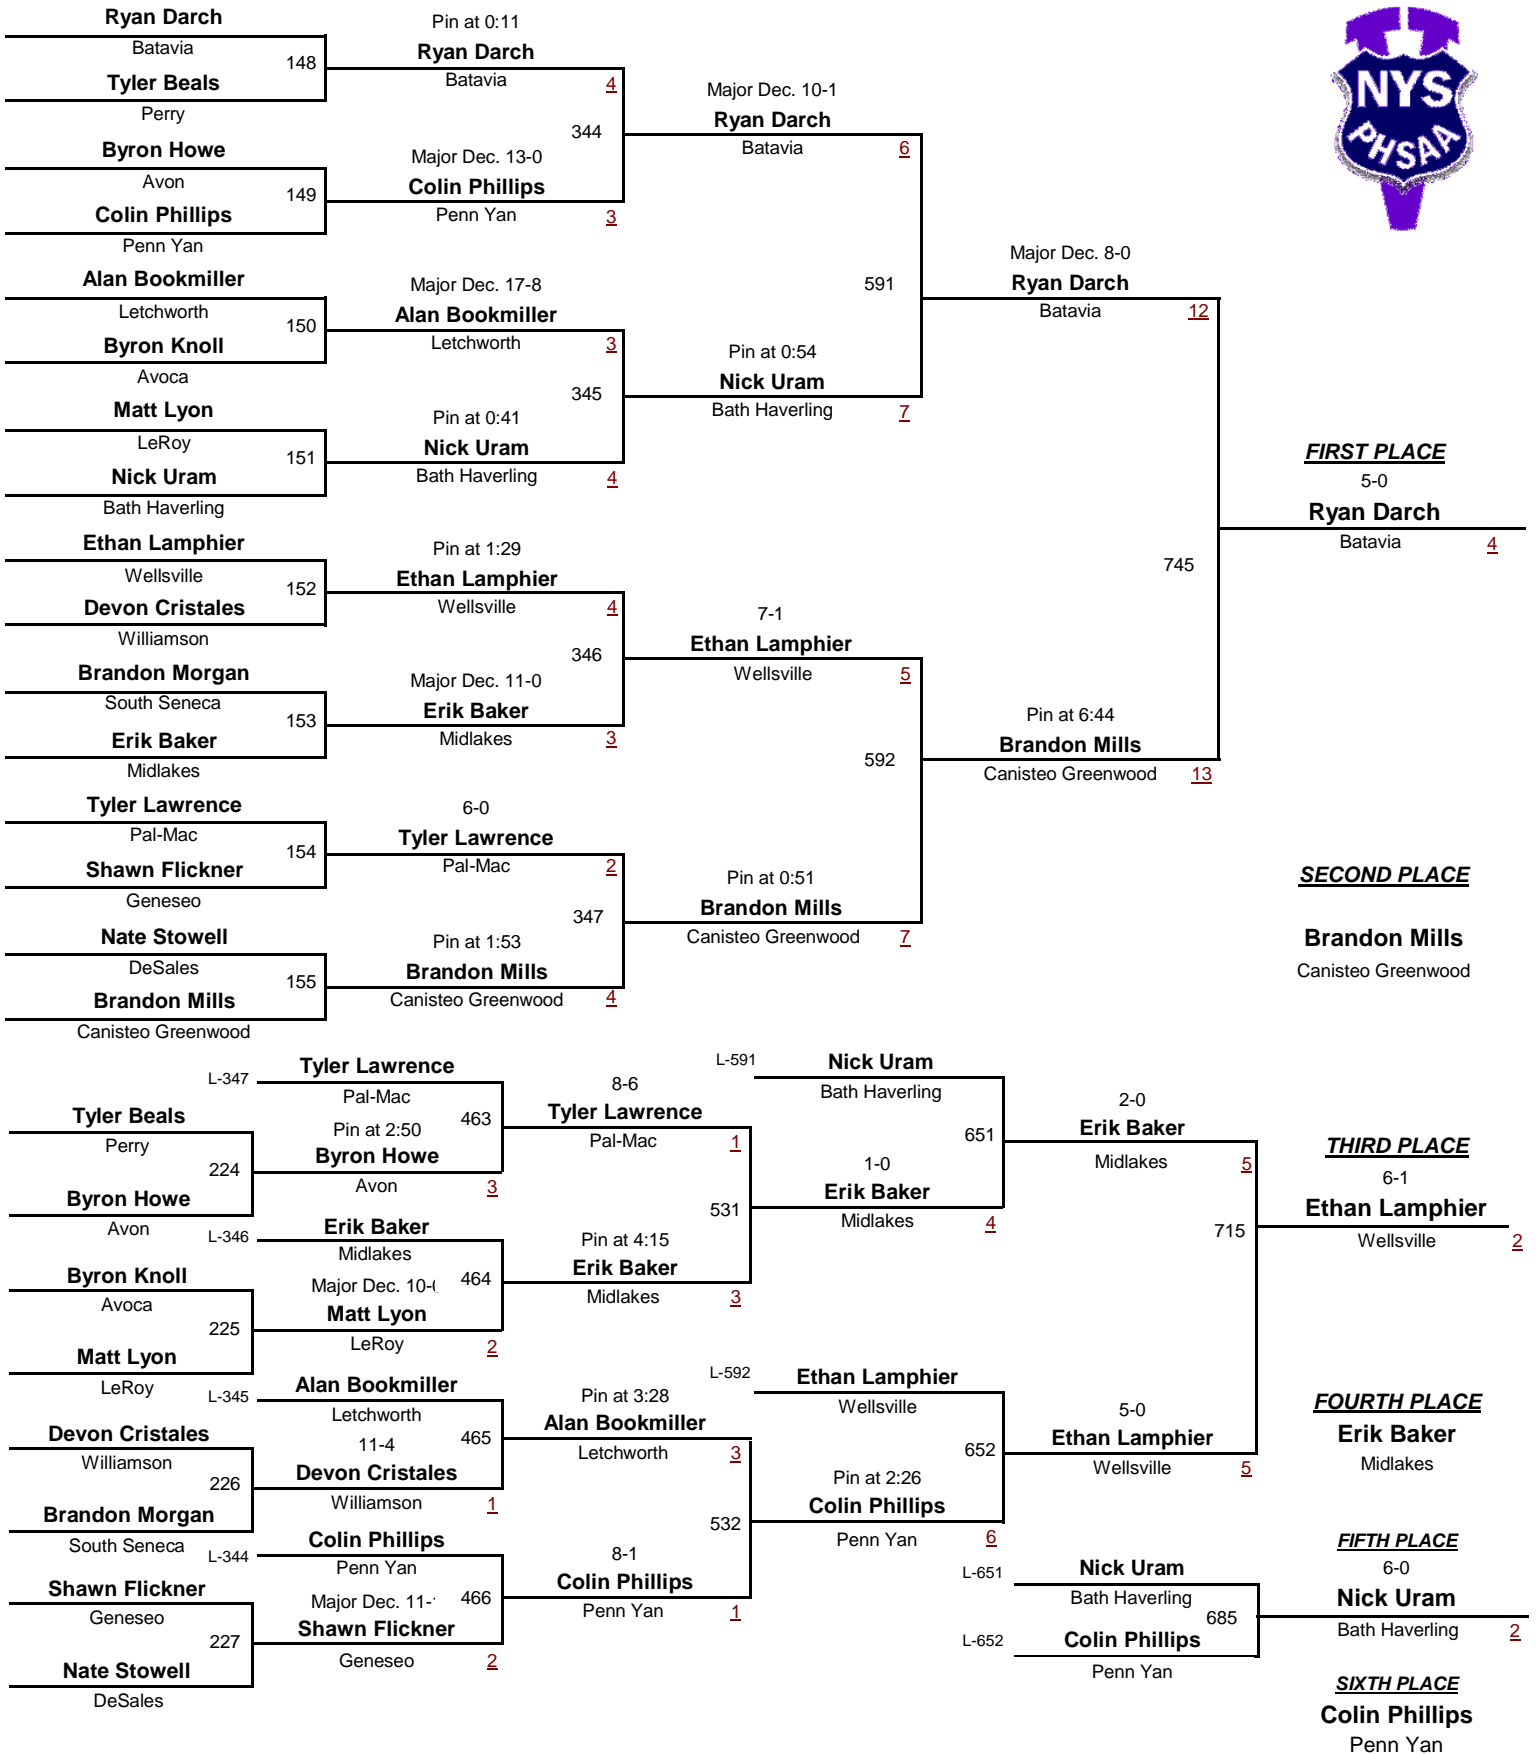 Ryan Darch
Batavia
148
Tyler Beals
Perry
Byron Howe
Avon
149
Colin Phillips
Penn Yan
Alan Bookmiller
Letchworth
150
Byron Knoll
Avoca
Matt Lyon
LeRoy
151
Nick Uram
Bath Haverling
Ethan Lamphier
Wellsville
152
Devon Cristales
Williamson
Brandon Morgan
South Seneca
153
Erik Baker
Midlakes
Tyler Lawrence
Pal-Mac
154
Shawn Flickner
Geneseo
Nate Stowell
DeSales
155
Brandon Mills
Canisteo Greenwood
Pin at 0:11
Ryan Darch
Batavia 4
344
Major Dec. 13-0
Colin Phillips
Penn Yan 3
Major Dec. 17-8
Alan Bookmiller
Letchworth 3
345
Pin at 0:41
Nick Uram
Bath Haverling 4
Pin at 1:29
Ethan Lamphier
Wellsville 4
346
Major Dec. 11-0
Erik Baker
Midlakes 3
6-0
Tyler Lawrence
Pal-Mac 2
347
Pin at 1:53
Brandon Mills
Canisteo Greenwood 4
Major Dec. 10-1
Ryan Darch
Batavia 6
591
Pin at 0:54
Nick Uram
Bath Haverling 7
7-1
Ethan Lamphier
Wellsville 5
592
Pin at 0:51
Brandon Mills
Canisteo Greenwood 7
Major Dec. 8-0
Ryan Darch
Batavia 12
745
Pin at 6:44
Brandon Mills
Canisteo Greenwood 13
NYS
PHSAA
FIRST PLACE
5-0
Ryan Darch
Batavia 4
SECOND PLACE
Brandon Mills
Canisteo Greenwood
Tyler Beals
Perry
224
Byron Howe
Avon
Byron Knoll
Avoca
225
Matt Lyon
LeRoy
Devon Cristales
Williamson
226
Brandon Morgan
South Seneca
Shawn Flickner
Geneseo
227
Nate Stowell
DeSales
L-347
Tyler Lawrence
Pal-Mac
463
Pin at 2:50
Byron Howe
Avon 3
L-346
Erik Baker
Midlakes
464
Major Dec. 10-
Matt Lyon
LeRoy 2
L-345
Alan Bookmiller
Letchworth
465
11-4
Devon Cristales
Williamson 1
L-344
Colin Phillips
Penn Yan
466
Major Dec. 11-
Shawn Flickner
Geneseo 2
8-6
Tyler Lawrence
Pal-Mac 1
531
Pin at 4:15
Erik Baker
Midlakes 3
Pin at 3:28
Alan Bookmiller
Letchworth 3
532
8-1
Colin Phillips
Penn Yan 1
L-591
Nick Uram
Bath Haverling
651
1-0
Erik Baker
Midlakes 4
L-592
Ethan Lamphier
Wellsville
652
Pin at 2:26
Colin Phillips
Penn Yan 6
2-0
Erik Baker
Midlakes 5
715
5-0
Ethan Lamphier
Wellsville 5
L-651
Nick Uram
Bath Haverling
685
L-652
Colin Phillips
Penn Yan
THIRD PLACE
6-1
Ethan Lamphier
Wellsville 2
FOURTH PLACE
Erik Baker
Midlakes
FIFTH PLACE
6-0
Nick Uram
Bath Haverling 2
SIXTH PLACE
Colin Phillips
Penn Yan